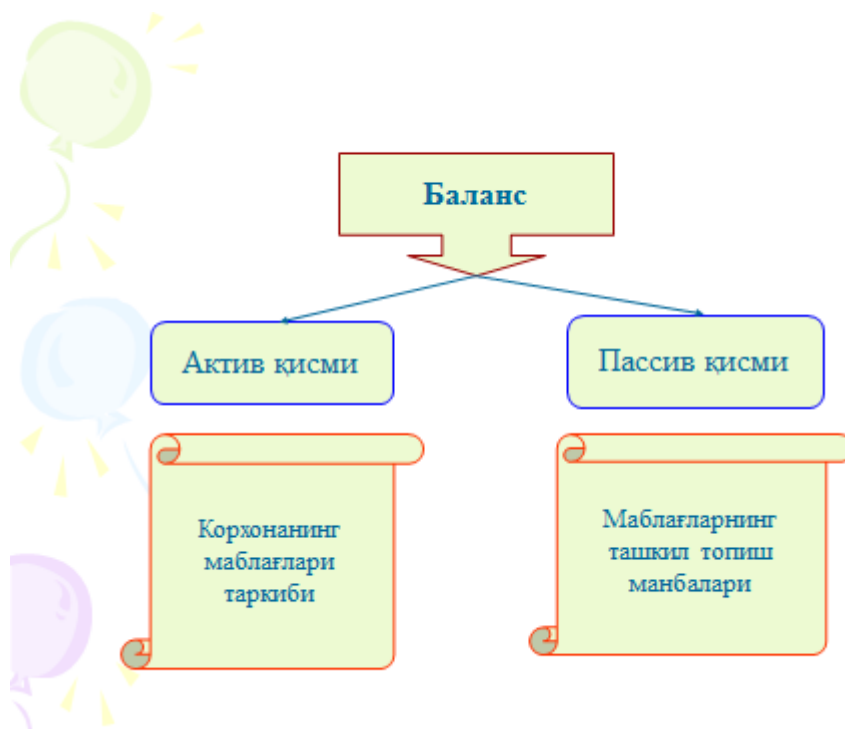 Баланс
Актив қисми
Пассив қисми
Корхонанинг
маблағлари
таркиби
Маблағларнинг
ташкил топиш
манбалари